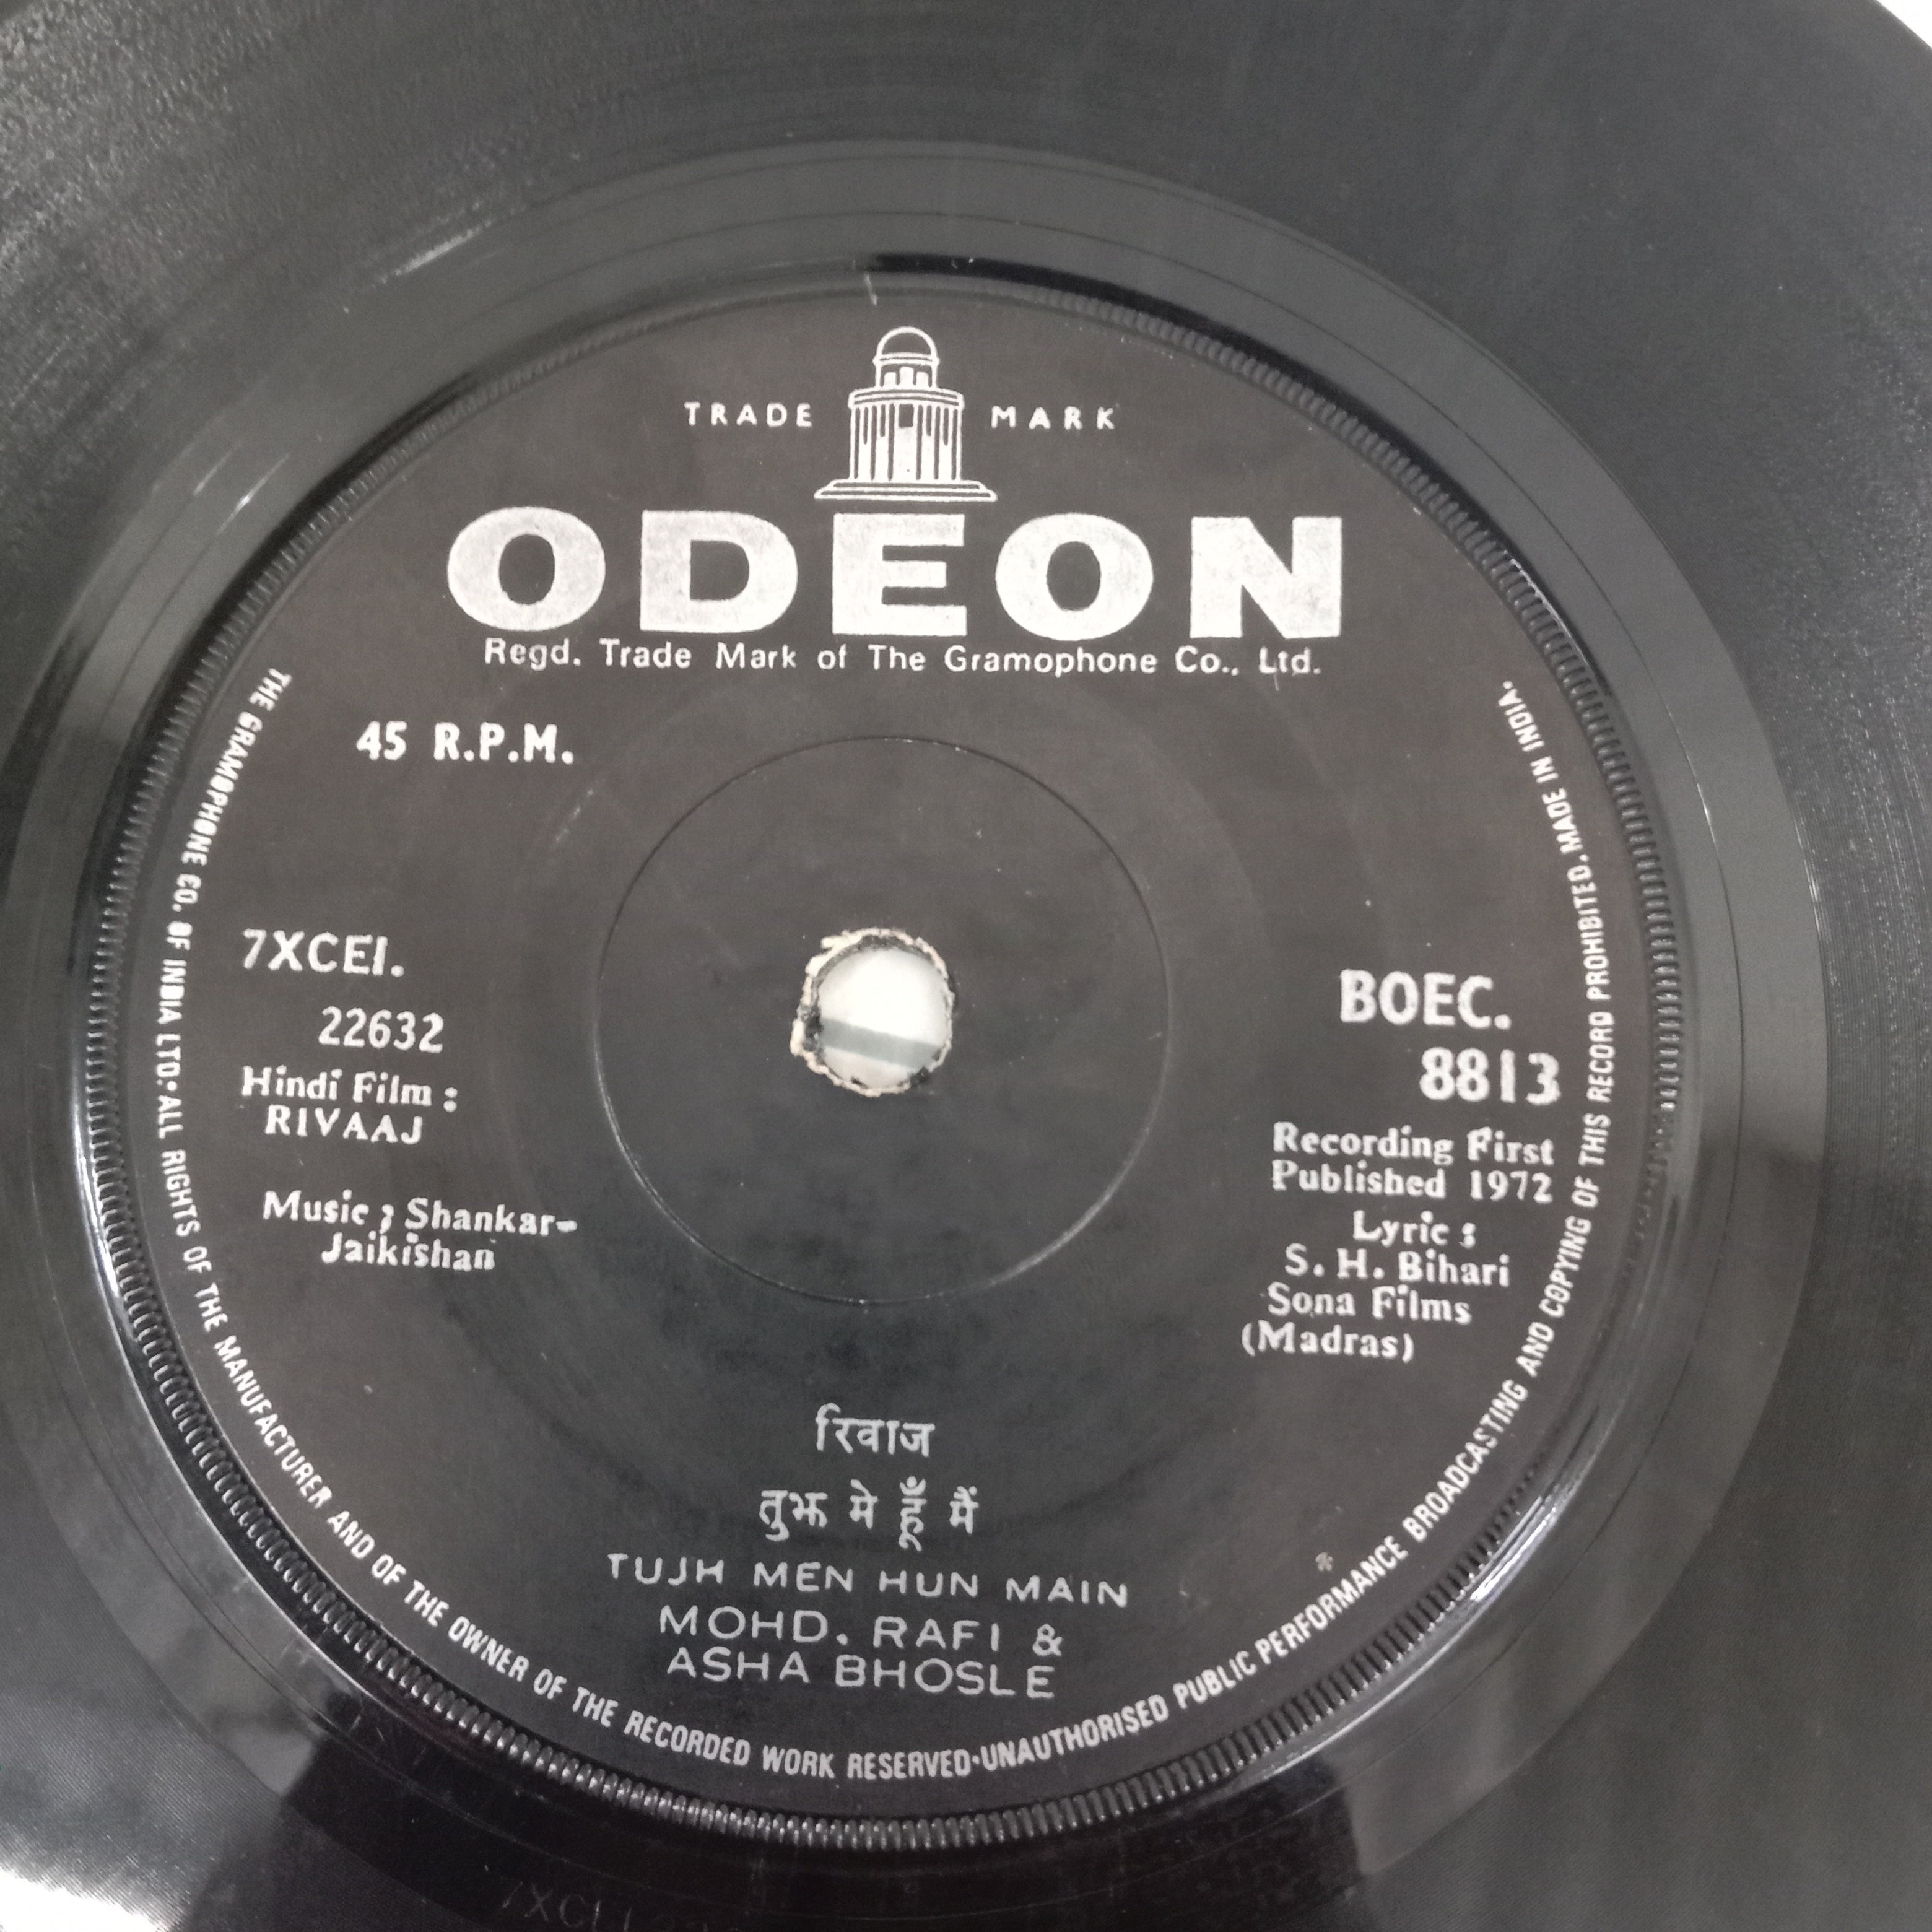 TRADE MARK
ODEON
Regd. Trade Mark of The Gramophone Co., Ltd.
45 R.P.M.
7XCEI.
22632
Hindi Film :
RIVAAJ
Music ; Shankar-
Jaikishan
BOEC.
8813
Recording First
Published 1972
Lyric :
S. H. Bihari
Sona Films
(Madras)
रिवाज
तुझ मे हूँ मैं
TUJH MEN HUN MAIN
MOHD. RAFI &
ASHA BHOSLE
THE GRAMOPHONE CO. OF INDIA LTD•ALL RIGHTS OF THE MANUFACTURER AND OF THE OWNER OF THE RECORDED WORK RESERVED•UNAUTHORISED PUBLIC PERFORMANCE BROADCASTING AND COPYING OF THIS RECORD PROHIBITED. MADE IN INDIA.